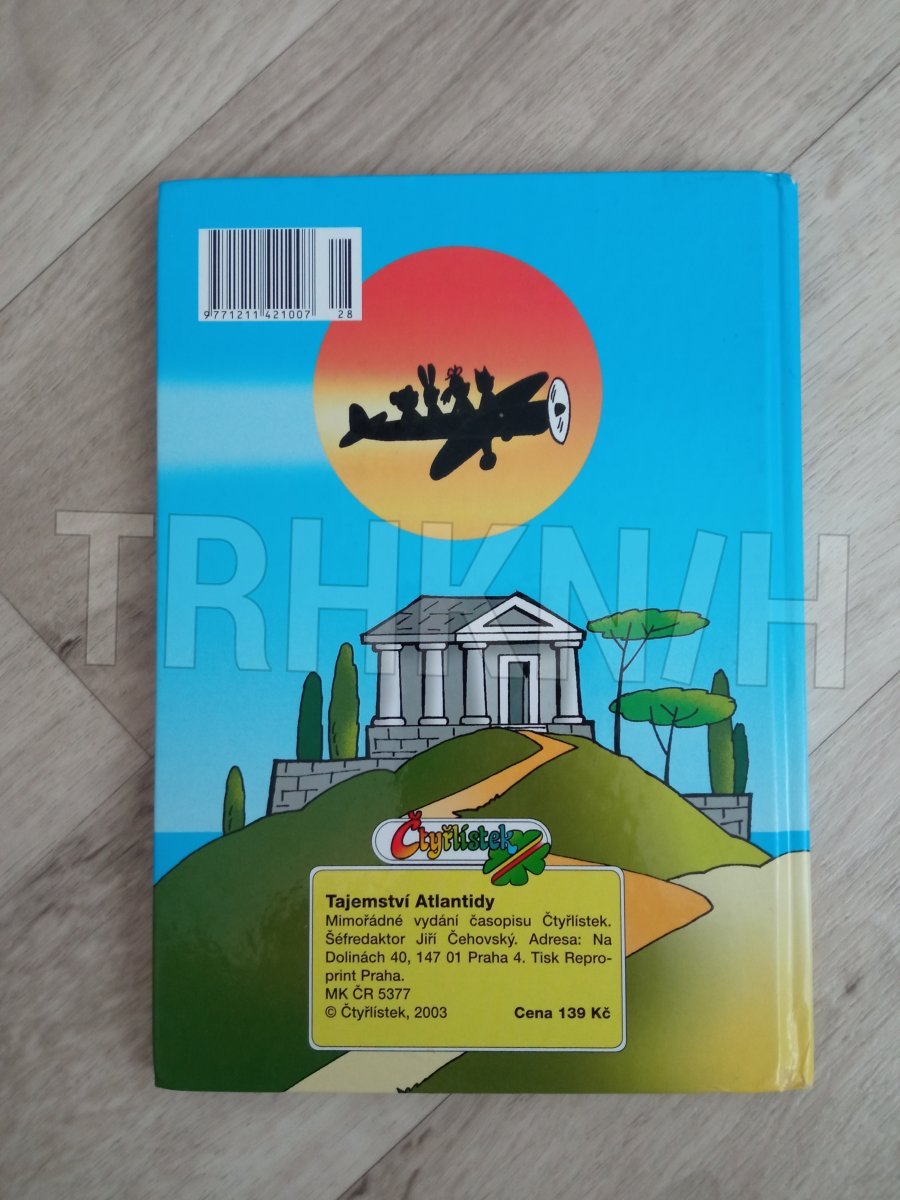 9771211421007 28
TRHKNIH
Čtyřlístek
Tajemství Atlantidy
Mimořádné vydání časopisu Čtyřlístek.
Šéfredaktor Jiří Čehovský. Adresa: Na
Dolinách 40, 147 01 Praha 4. Tisk Repro-
print Praha.
MK ČR 5377
© Čtyřlístek, 2003 Cena 139 Kč